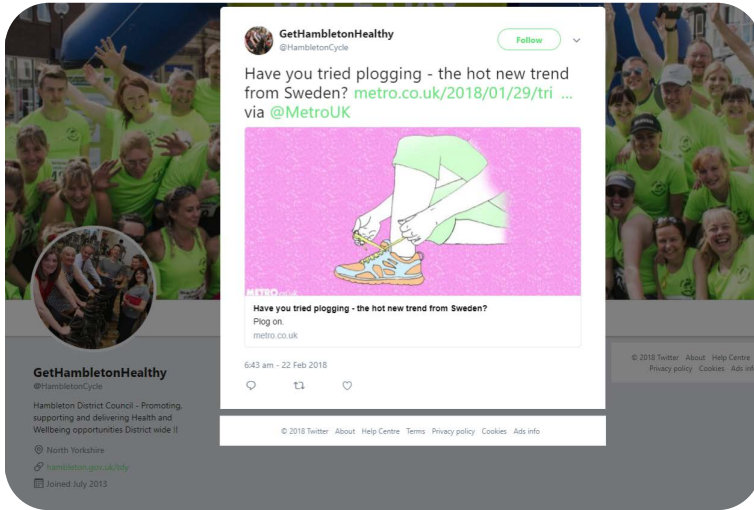 GetHambletonHealthy
@HambletonCycle
Follow
Have you tried plogging - the hot new trend
from Sweden? metro.co.uk/2018/01/29/tri ...
via @MetroUK
METRO.co.uk
Have you tried plogging - the hot new trend from Sweden?
Plog on.
metro.co.uk
6:43 am - 22 Feb 2018
© 2018 Twitter About Help Centre Terms Privacy policy Cookies Ads info
GetHambletonHealthy
@HambletonCycle
Hambleton District Council - Promoting,
supporting and delivering Health and
Wellbeing opportunities District wide !!
North Yorkshire
hambleton.gov.uk/tdy
Joined July 2013
© 2018 Twitter About Help Centre
Privacy policy Cookies Ads inf